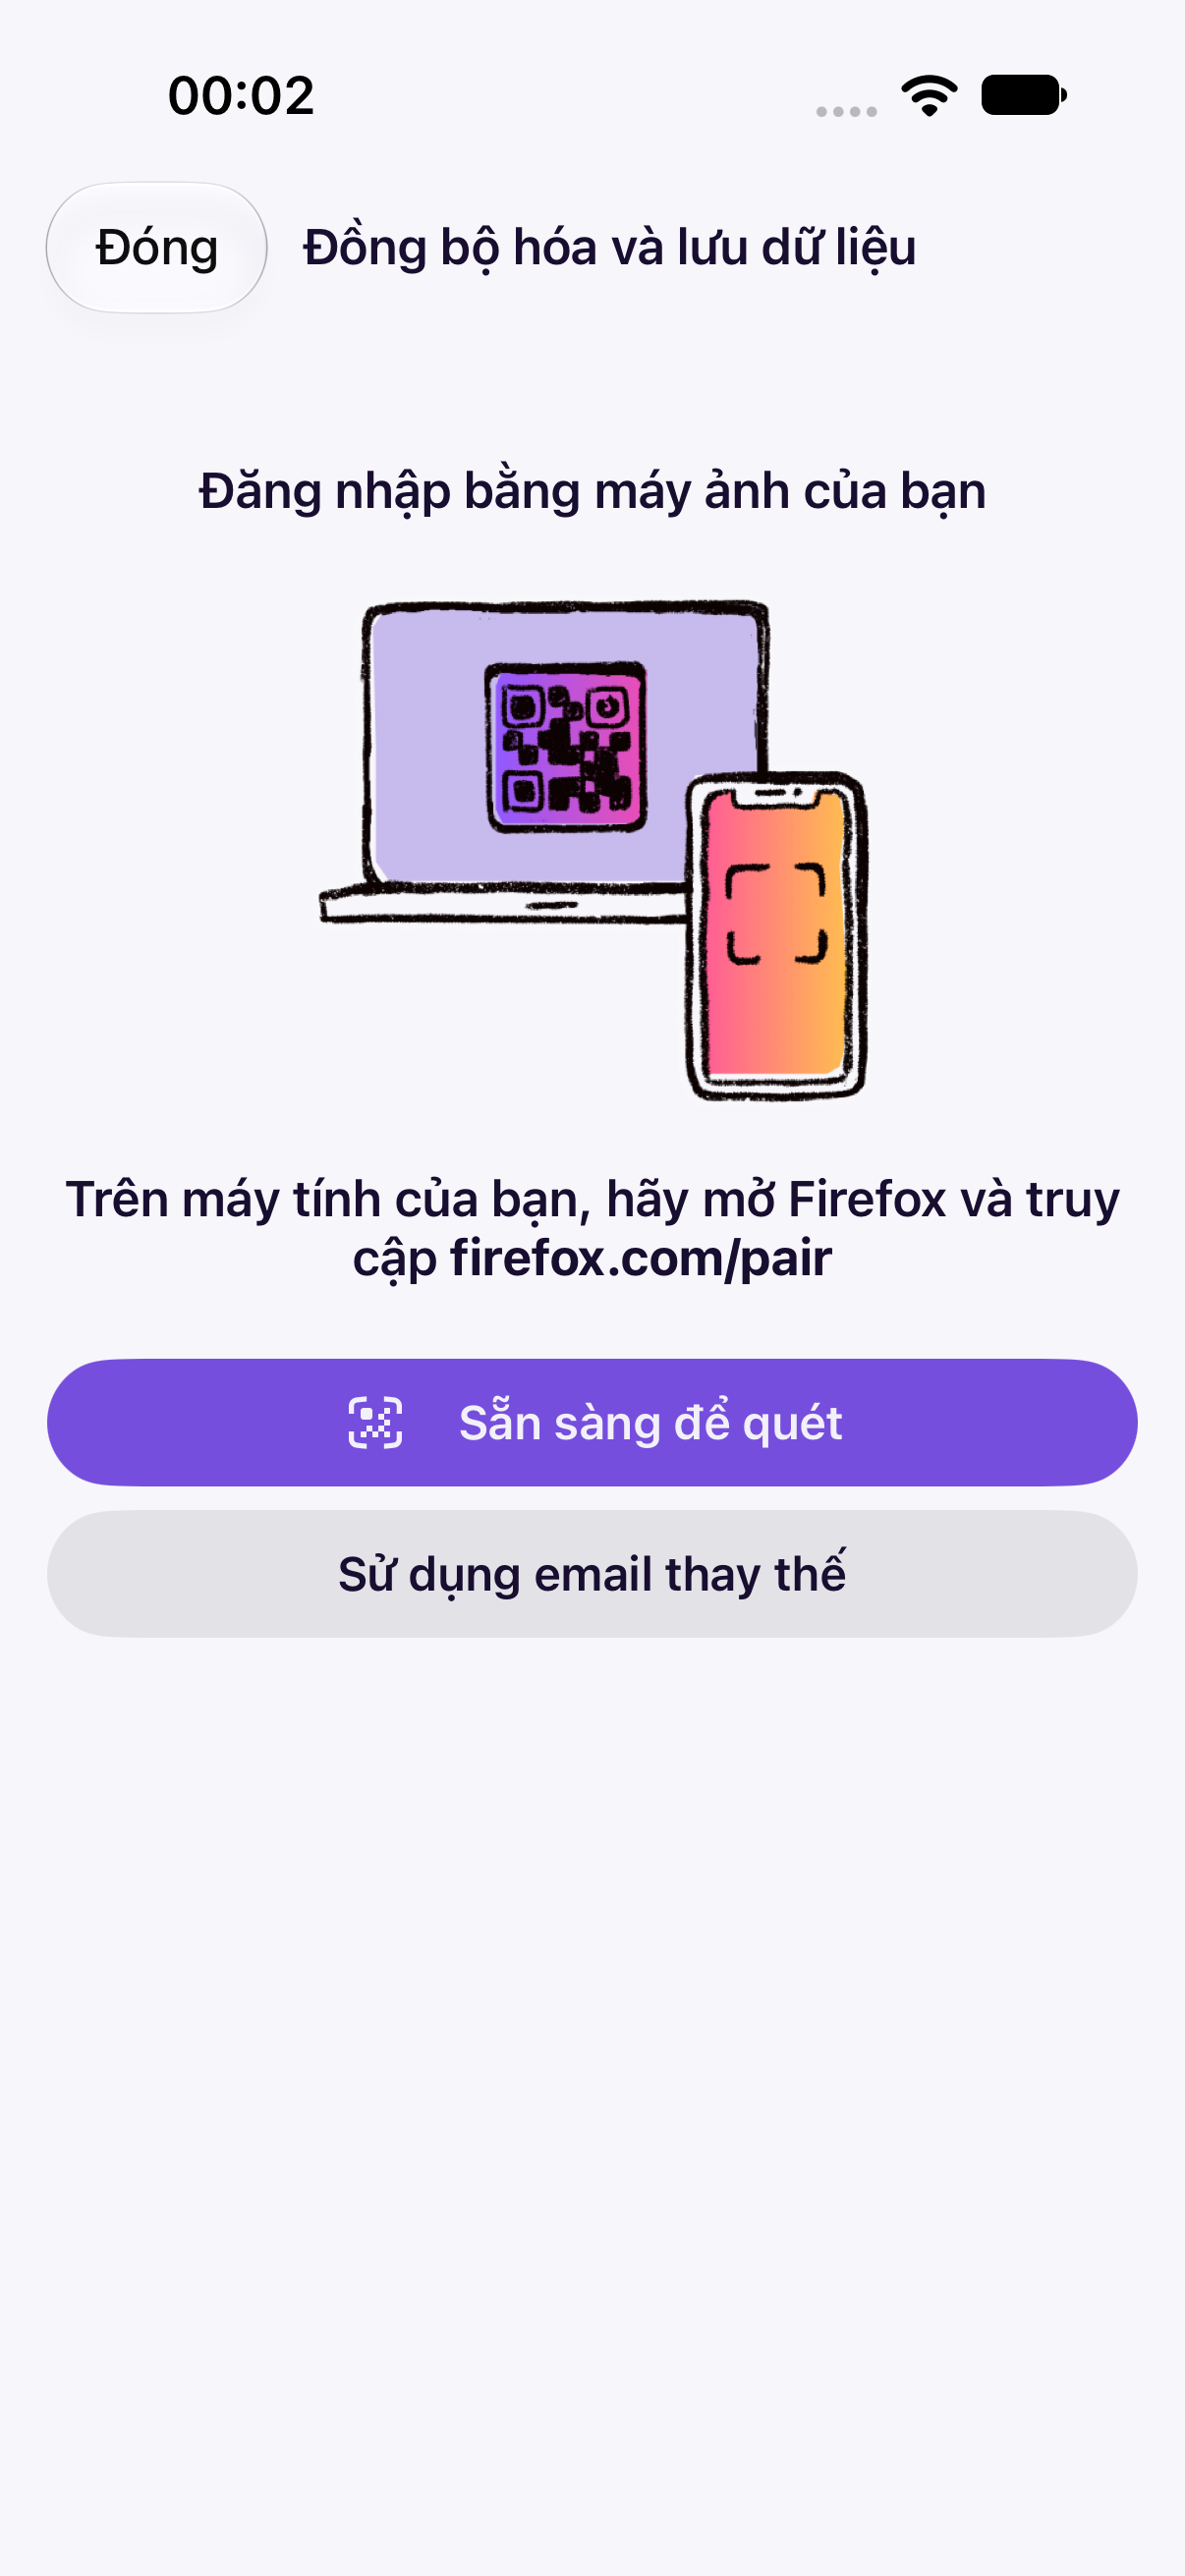 00:02
Đóng
Đồng bộ hóa và lưu dữ liệu
Đăng nhập bằng máy ảnh của bạn
Trên máy tính của bạn, hãy mở Firefox và truy
cập firefox.com/pair
Sẵn sàng để quét
Sử dụng email thay thế